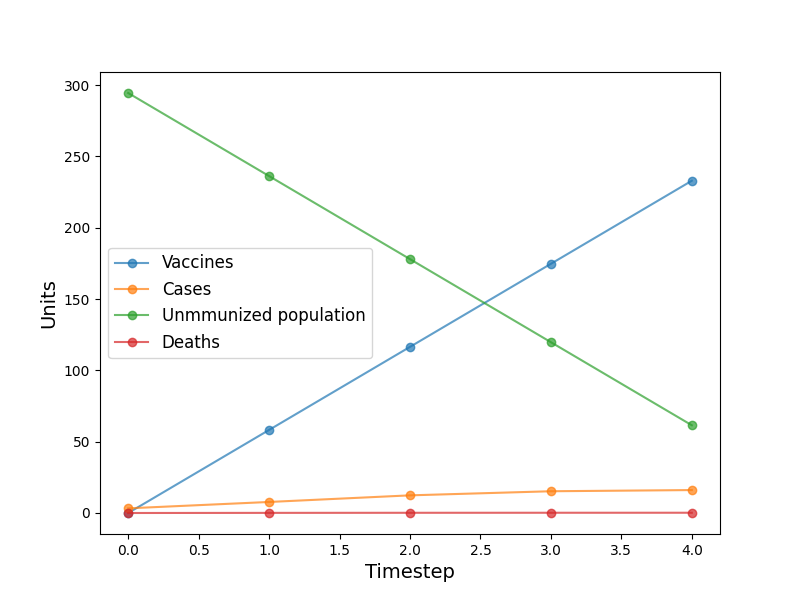 300
250
200
150
100
50
0
Units
Vaccines
Cases
Unmmunized population
Deaths
0.0 0.5 1.0 1.5 2.0 2.5 3.0 3.5 4.0
Timestep